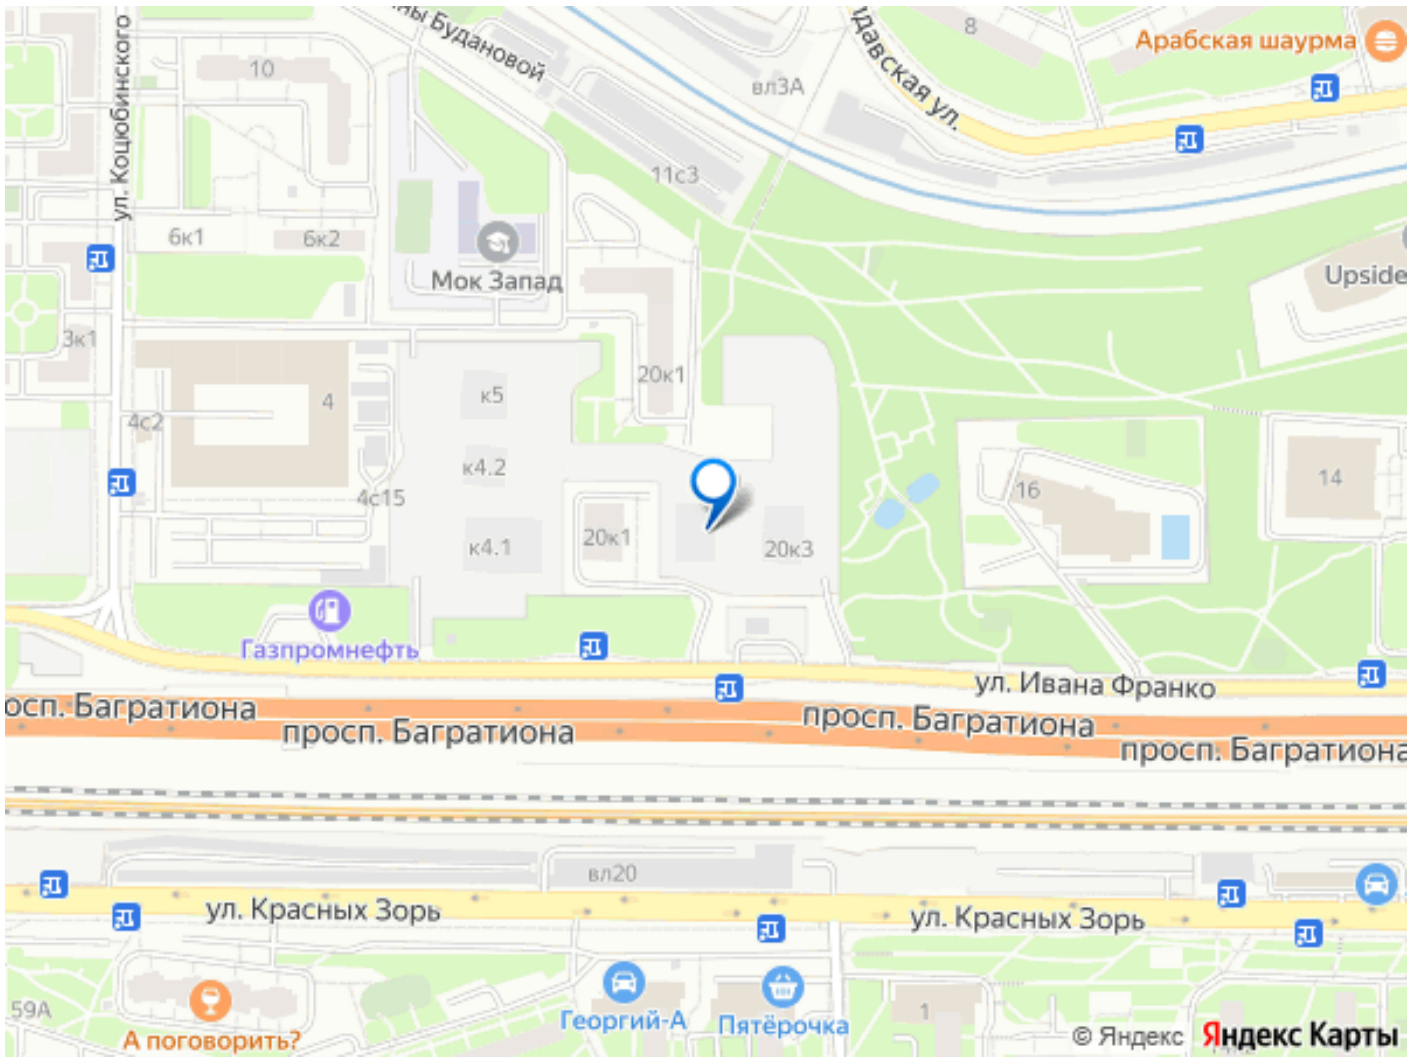 8
Арабская шаурма
ны Будановой
10
вл3А
ул. Коцюбинского
ул.
11с3
6к1
6к2
Мок Запад
Upside
3к1
20к1
к5
4
4с2
к4.2
4с15
16
14
к4.1
20к1
20к3
Газпромнефть
ул. Ивана Франко
осп. Багратиона
просп. Багратиона
просп. Багратиона
просп. Багратиона
вл20
ул. Красных Зорь
ул. Красных Зорь
59А
А поговорить?
Георгий-А
Пятёрочка
1
© Яндекс
Яндекс Карты